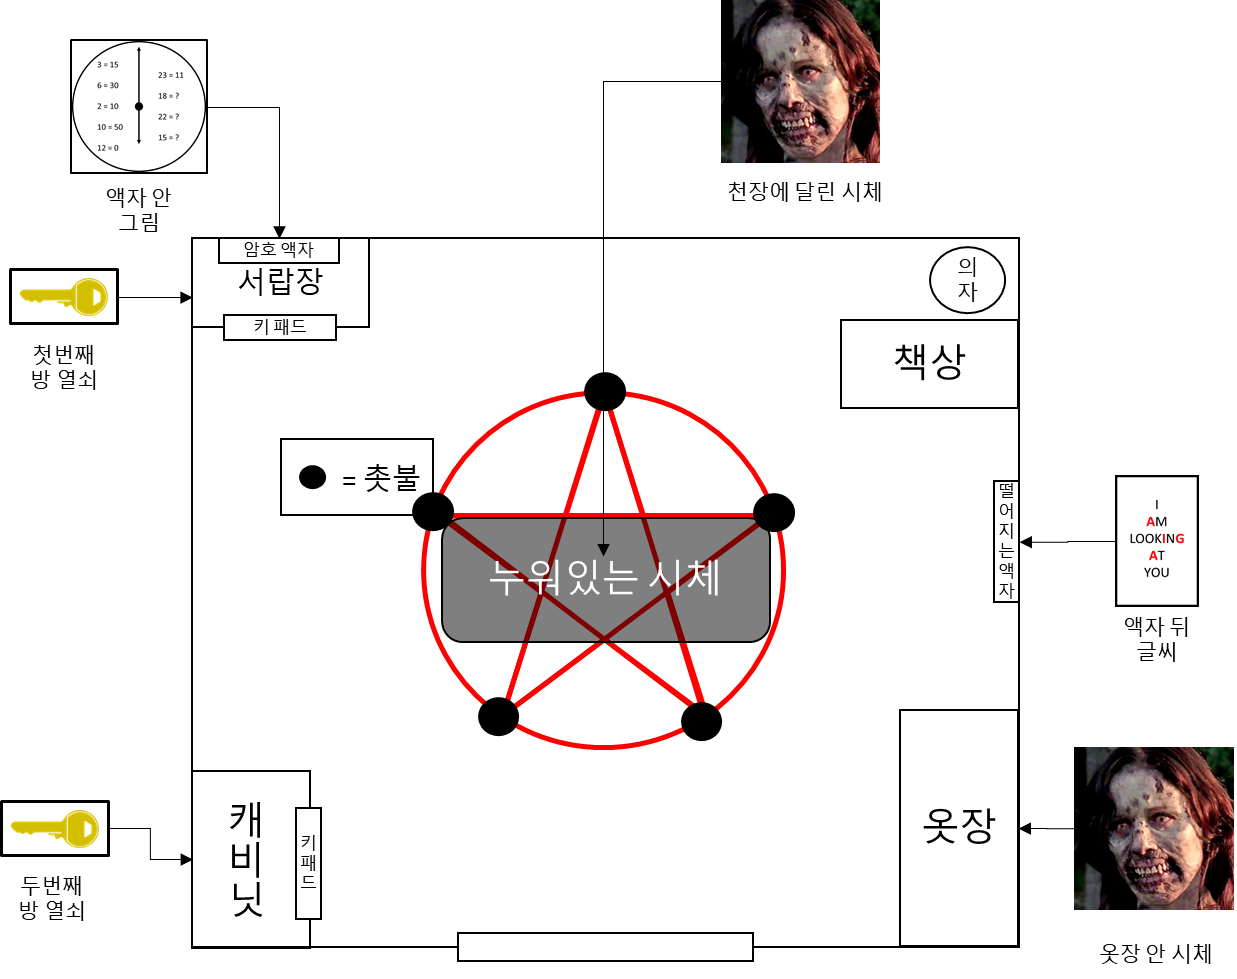 3 = 15
6 = 30
2 = 10
10 = 50
12 = 0
23 = 11
18 = ?
22 = ?
15 = ?
액자 안
그림
천장에 달린 시체
암호 액자
서랍장
키 패드
첫번째
방 열쇠
의
자
책상
= 촛불
누워있는 시체
떨
어
지
는
액
자
I
AM
LOOKING
AT
YOU
액자 뒤
글씨
캐
비
닛
키
패
드
두번째
방 열쇠
옷장
옷장 안 시체